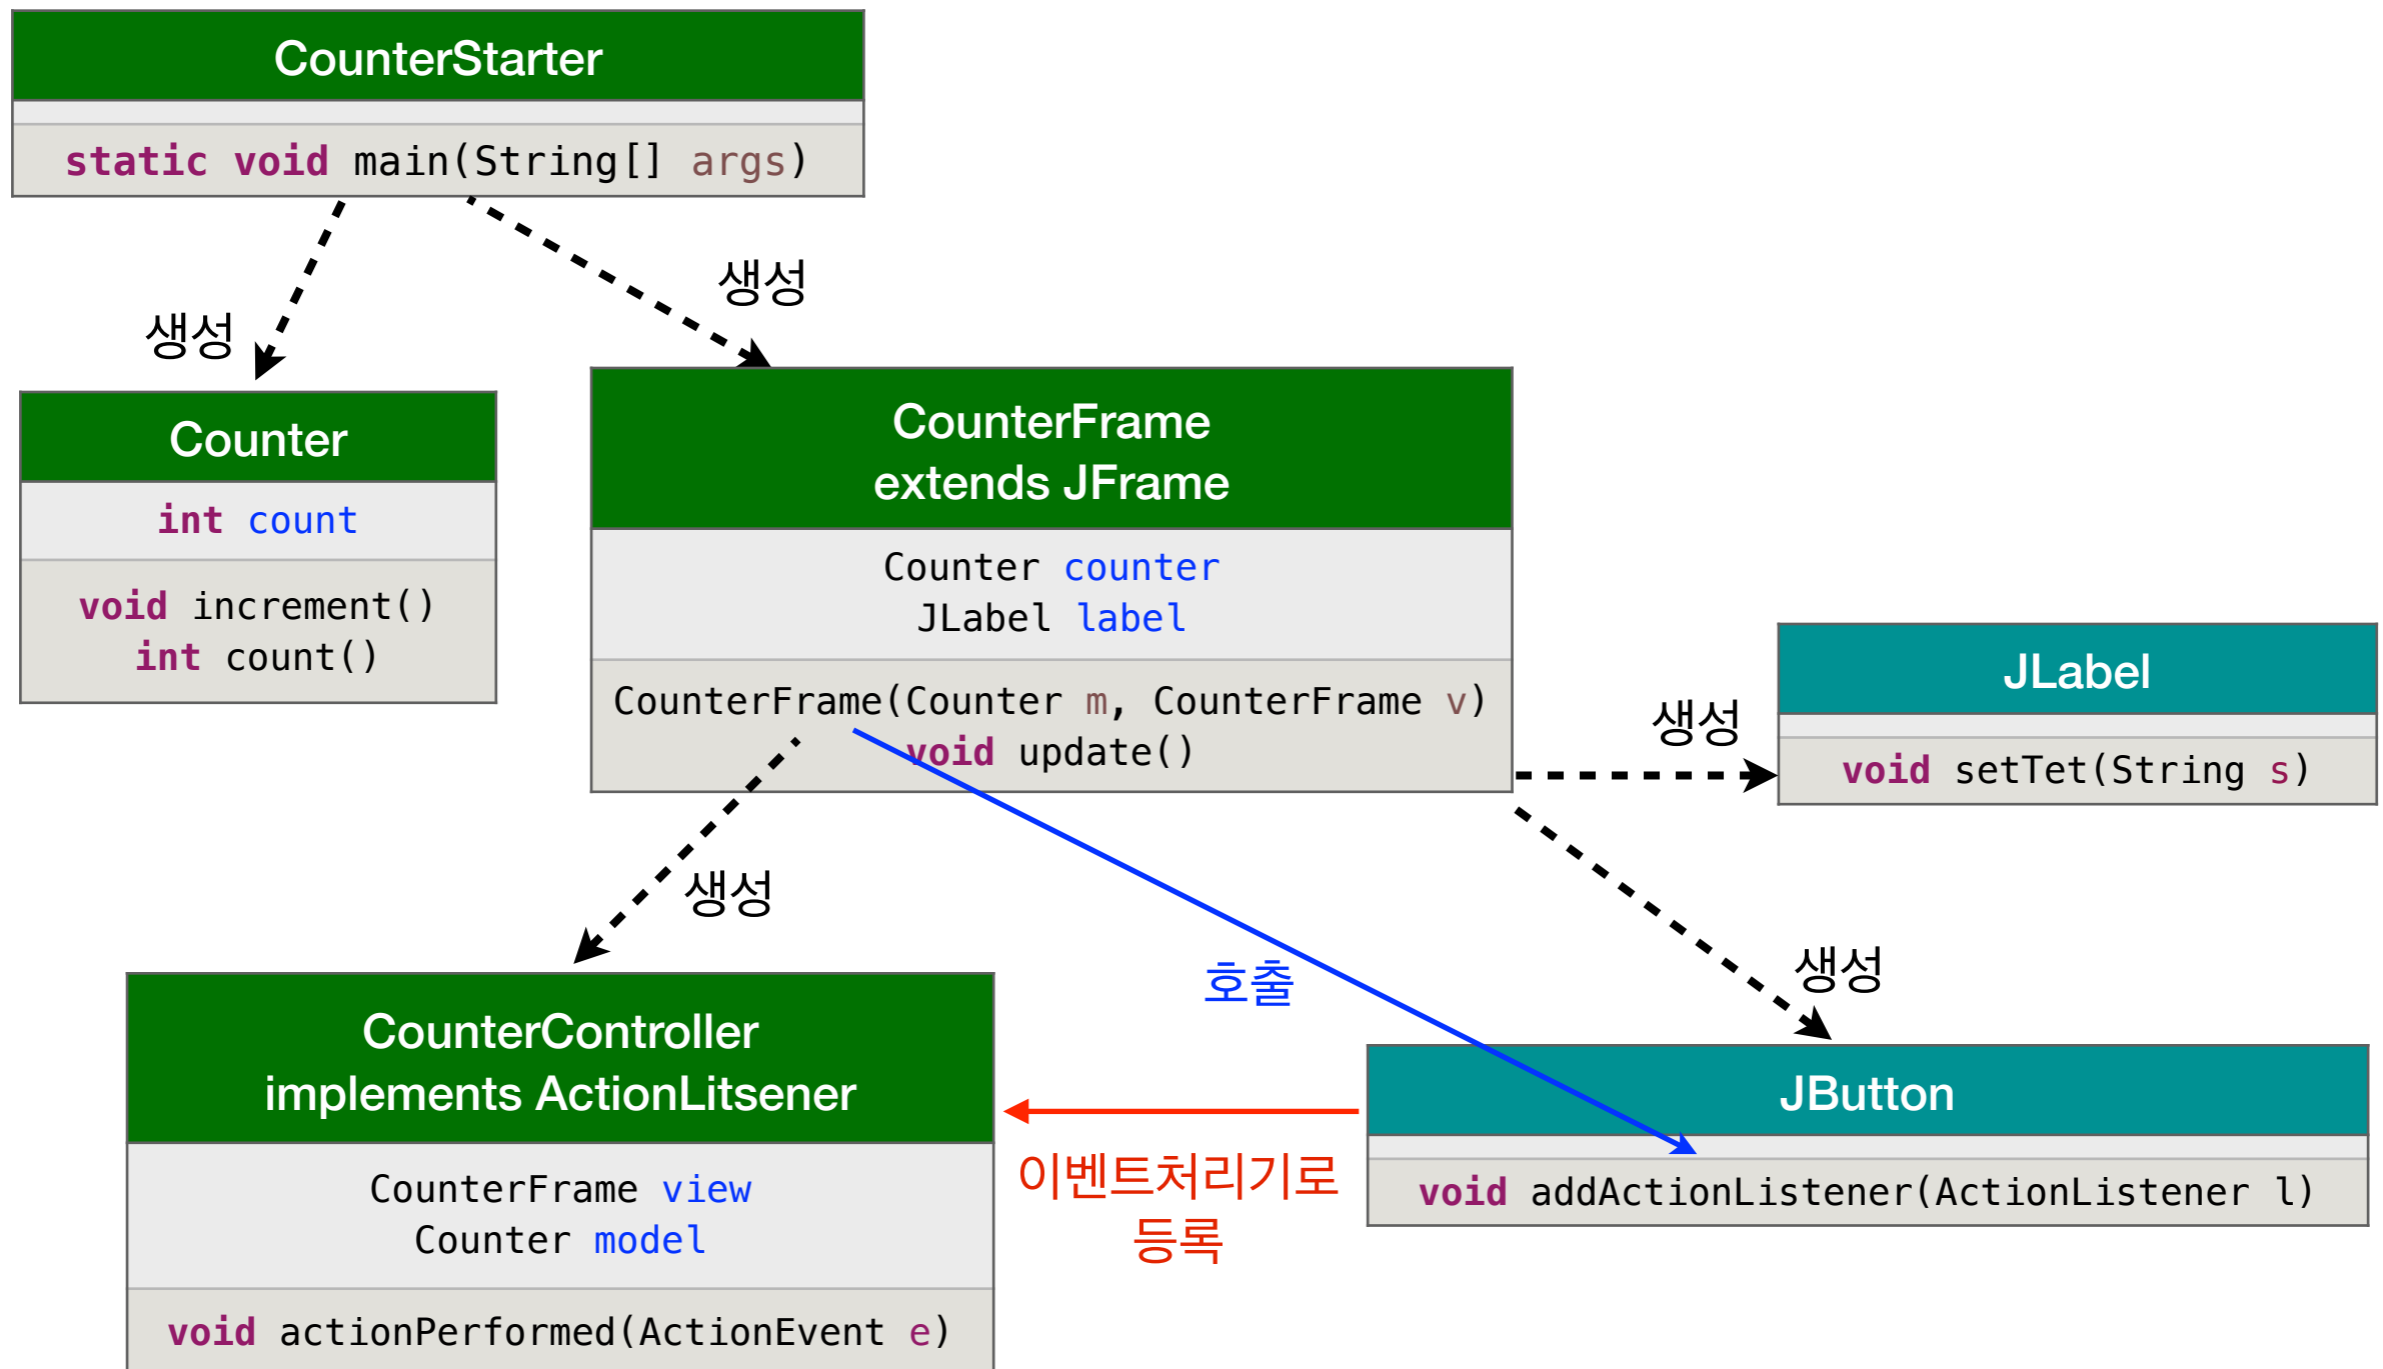 CounterStarter
static void main(String[] args)
생성
생성
Counter
int count
void increment()
int count()
CounterFrame
extends JFrame
Counter counter
JLabel label
CounterFrame(Counter m, CounterFrame v)
void update()
생성
JLabel
void setTet(String s)
생성
호출
생성
CounterController
implements ActionLitsener
CounterFrame view
Counter model
void actionPerformed(ActionEvent e)
이벤트처리기로
등록
JButton
void addActionListener(ActionListener l)